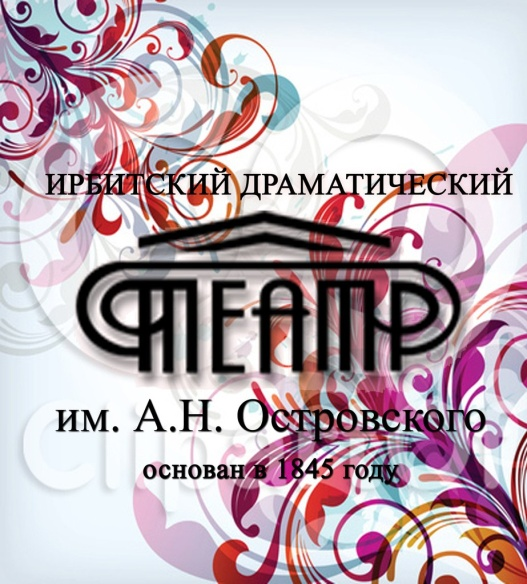 ИРБИТСКИЙ ДРАМАТИЧЕСКИЙ
ТЕАТР
им. А.Н. Островского
основан в 1845 году